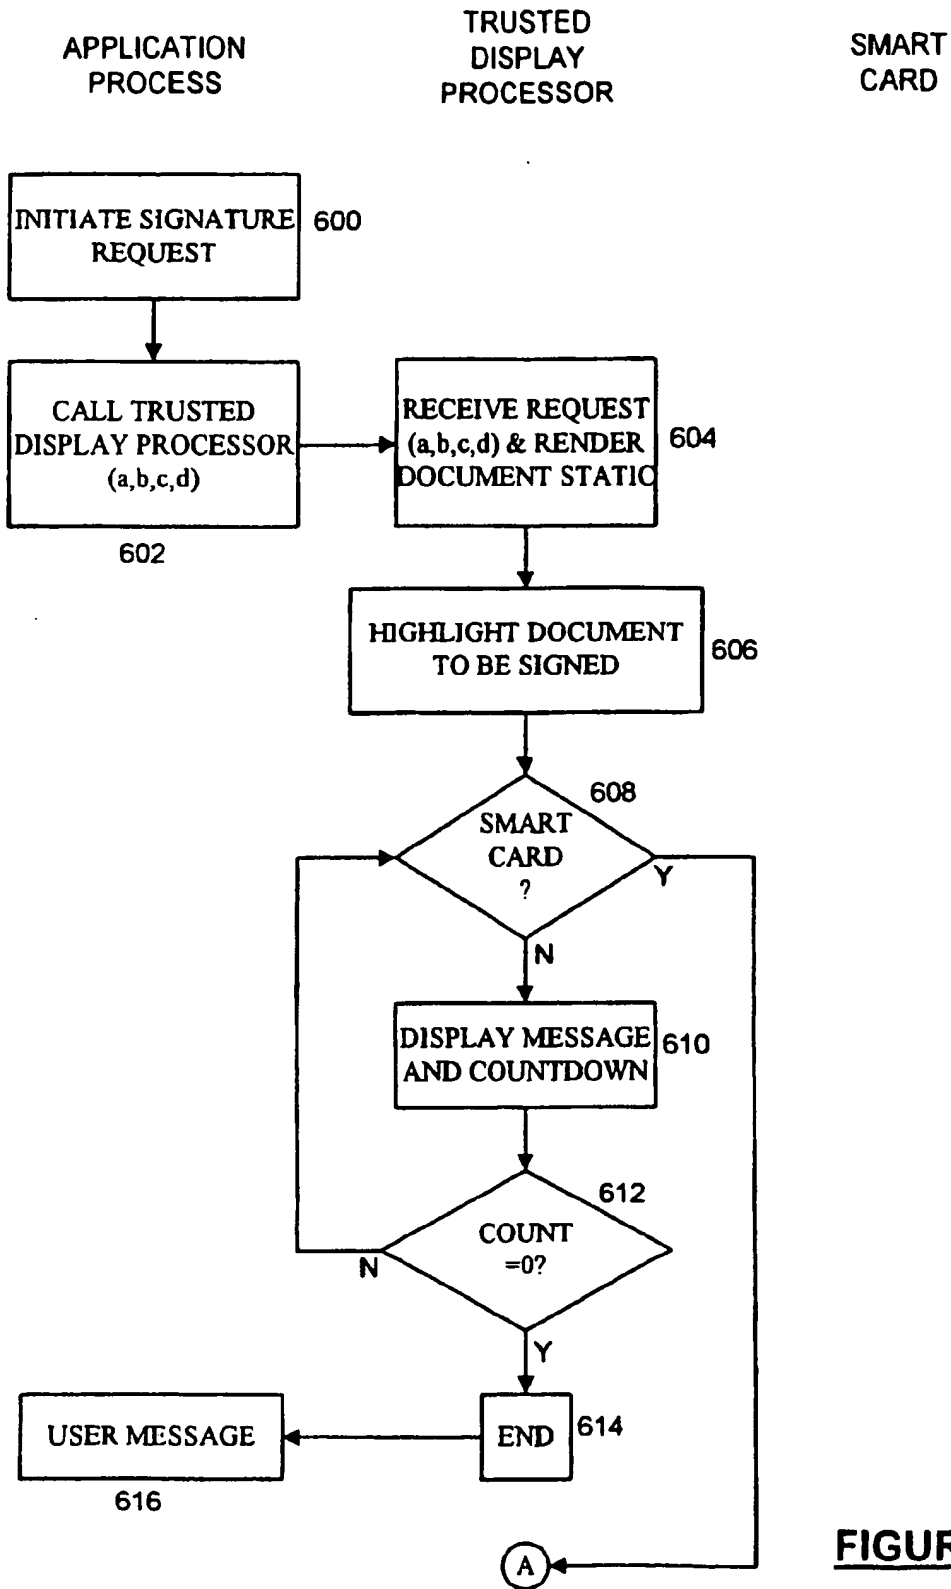 APPLICATION
PROCESS
TRUSTED
DISPLAY
PROCESSOR
SMART
CARD
INITIATE SIGNATURE
REQUEST
600
CALL TRUSTED
DISPLAY PROCESSOR
(a,b,c,d)
602
RECEIVE REQUEST
(a,b,c,d) & RENDER
DOCUMENT STATIC
604
HIGHLIGHT DOCUMENT
TO BE SIGNED
606
608
SMART
CARD
?
Y
N
DISPLAY MESSAGE
AND COUNTDOWN
610
612
COUNT
=0?
N
Y
USER MESSAGE
616
END
614
A
FIGUR